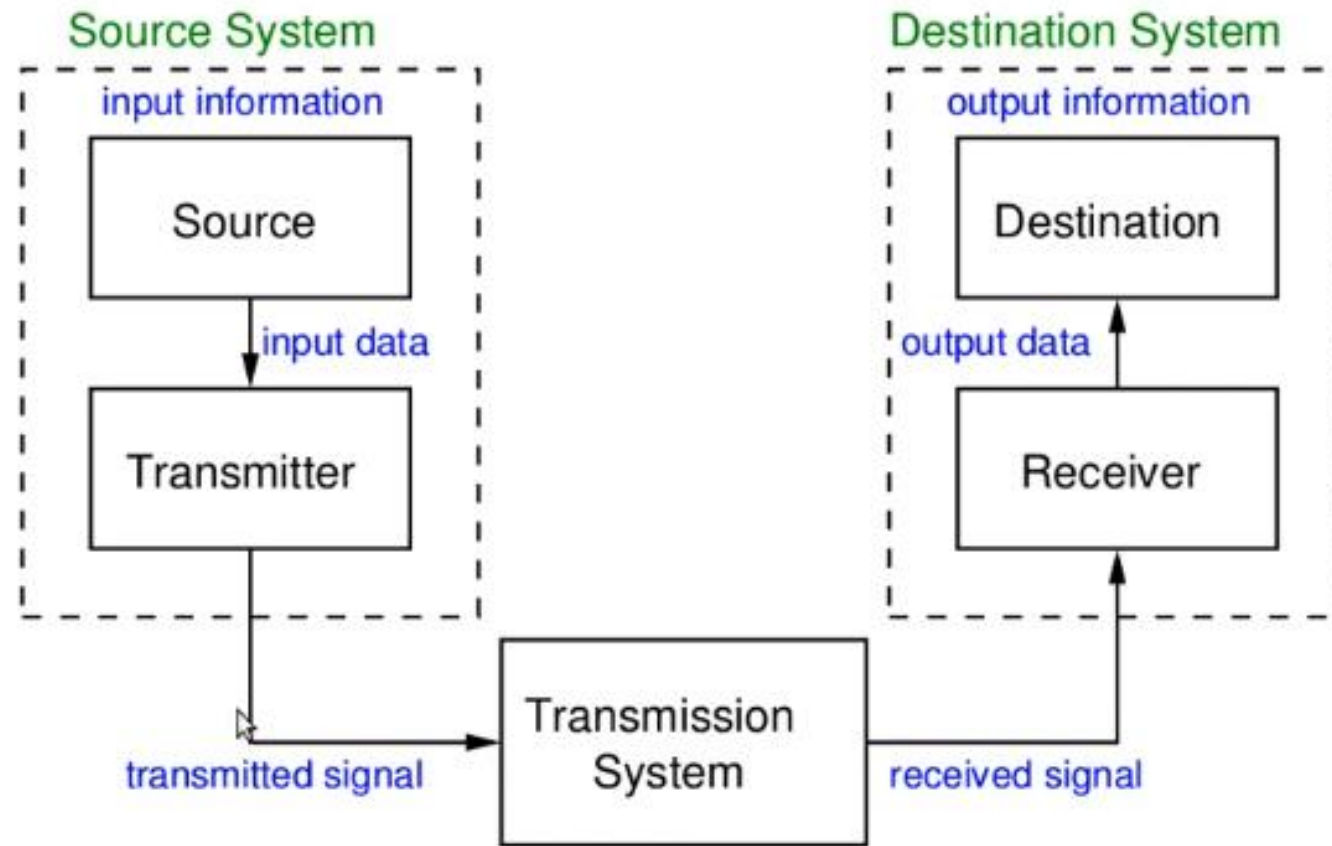 Source System
input information
Source
input data
Transmitter
transmitted signal
Transmission
System
received signal
Receiver
output data
Destination
output information
Destination System